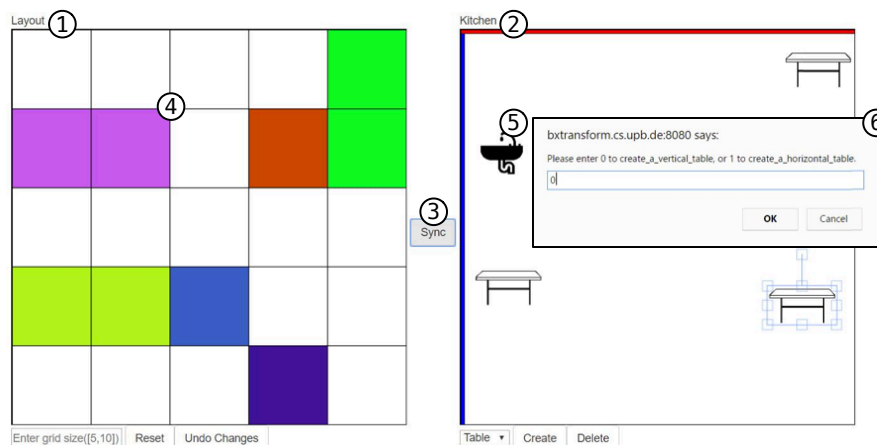 Layout 1
Kitchen 2
4
5
6
bxtransform.cs.upb.de:8080 says:
Please enter 0 to create_a_vertical_table, or 1 to create_a_horizontal_table.
0
OK Cancel
3
Sync
Enter grid size([5,10]) Reset Undo Changes
Table Create Delete